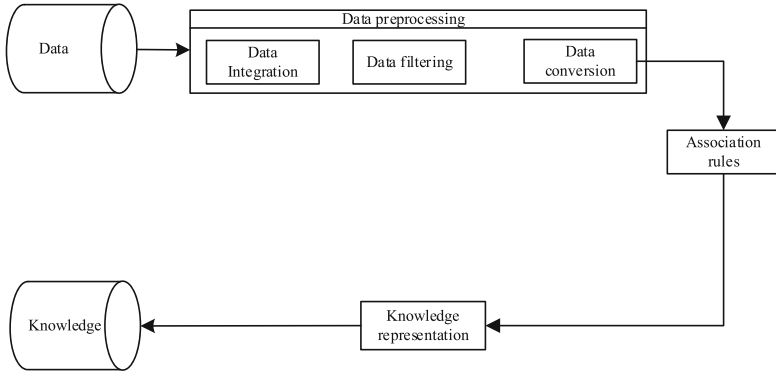 Data preprocessing
Data
Data
Integration
Data filtering
Data
conversion
Association
rules
Knowledge
Knowledge
representation